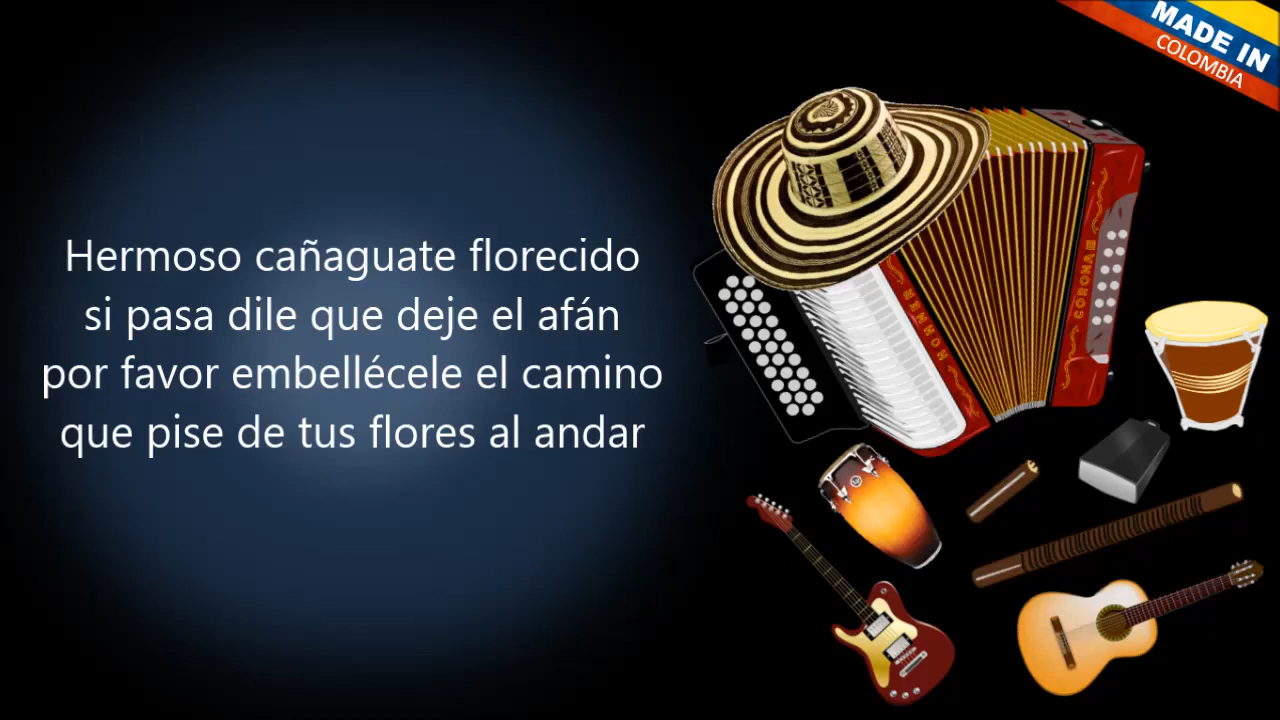 MADE IN
COLOMBIA
Hermoso cañaguate florecido
si pasa dile que deje el afán
por favor embellécele el camino
que pise de tus flores al andar
HOHNER
CORONA III